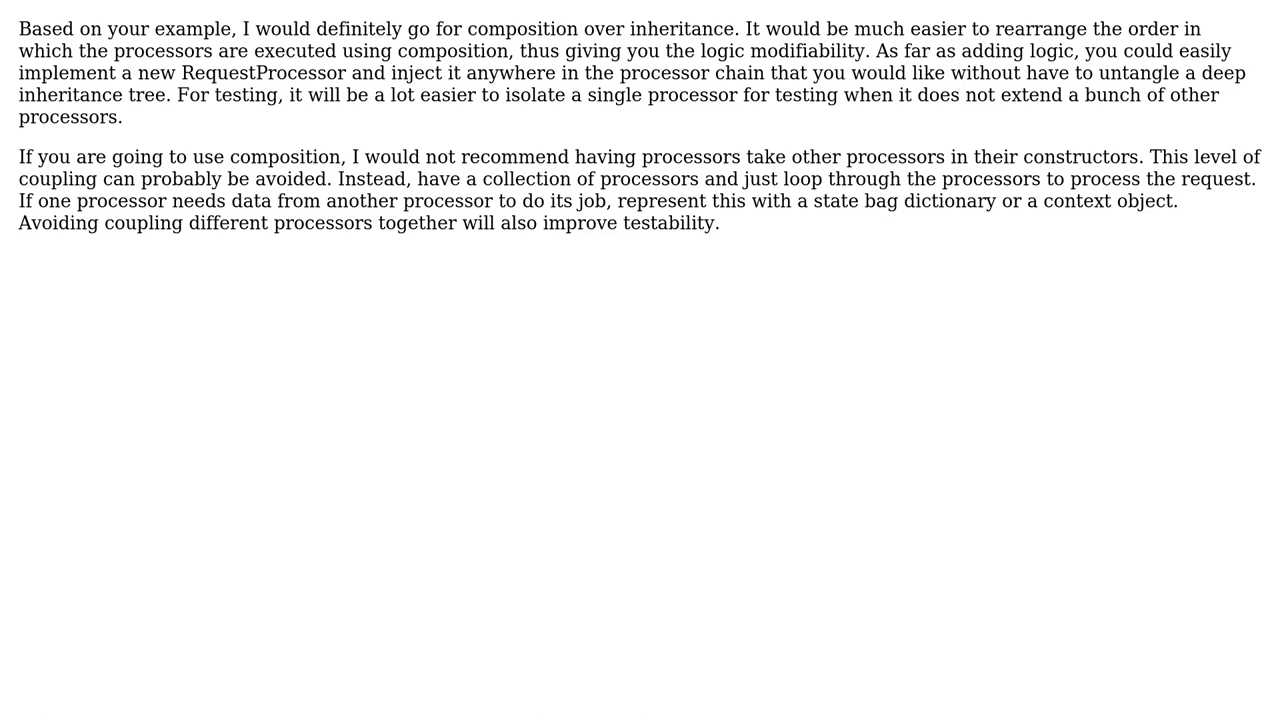 Based on your example, I would definitely go for composition over inheritance. It would be much easier to rearrange the order in
which the processors are executed using composition, thus giving you the logic modifiability. As far as adding logic, you could easily
implement a new RequestProcessor and inject it anywhere in the processor chain that you would like without have to untangle a deep
inheritance tree. For testing, it will be a lot easier to isolate a single processor for testing when it does not extend a bunch of other
processors.
If you are going to use composition, I would not recommend having processors take other processors in their constructors. This level of
coupling can probably be avoided. Instead, have a collection of processors and just loop through the processors to process the request.
If one processor needs data from another processor to do its job, represent this with a state bag dictionary or a context object.
Avoiding coupling different processors together will also improve testability.